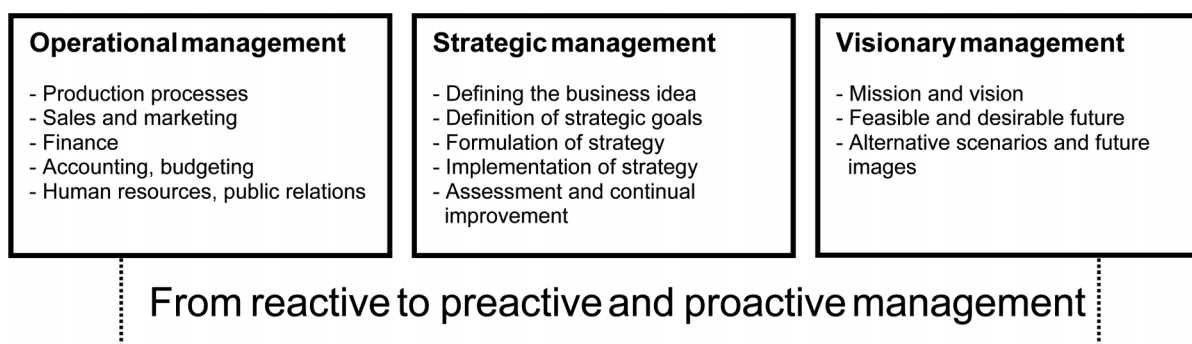 Operational management
- Production processes
- Sales and marketing
- Finance
- Accounting, budgeting
- Human resources, public relations
Strategic management
- Defining the business idea
- Definition of strategic goals
- Formulation of strategy
- Implementation of strategy
- Assessment and continual
improvement
Visionary management
- Mission and vision
- Feasible and desirable future
- Alternative scenarios and future
images
From reactive to preactive and proactive management